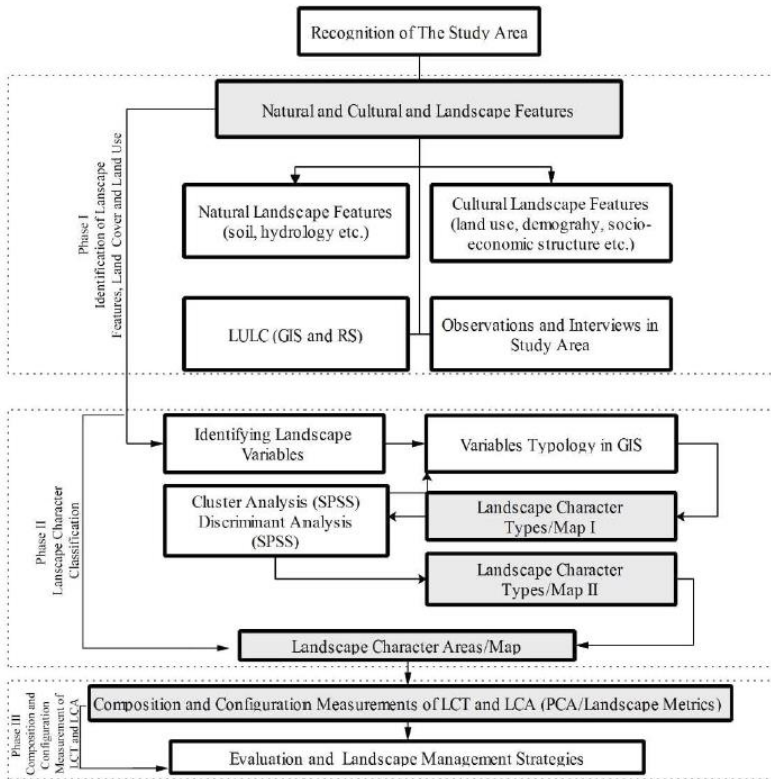 Recognition of The Study Area
Phase I
Identification of Lanscape
Features, Land Cover and Land Use
Natural and Cultural and Landscape Features
Natural Landscape Features
(soil, hydrology etc.)
Cultural Landscape Features
(land use, demograhy, socio-
economic structure etc.)
LULC (GIS and RS)
Observations and Interviews in
Study Area
Phase II
Lanscape Character
Classification
Identifying Landscape
Variables
Variables Typology in GIS
Cluster Analysis (SPSS)
Discriminant Analysis
(SPSS)
Landscape Character
Types/Map I
Landscape Character
Types/Map II
Landscape Character Areas/Map
Phase III
Composition and
Configuration
Measurement of
LCT and LCA
Composition and Configuration Measurements of LCT and LCA (PCA/Landscape Metrics)
Evaluation and Landscape Management Strategies